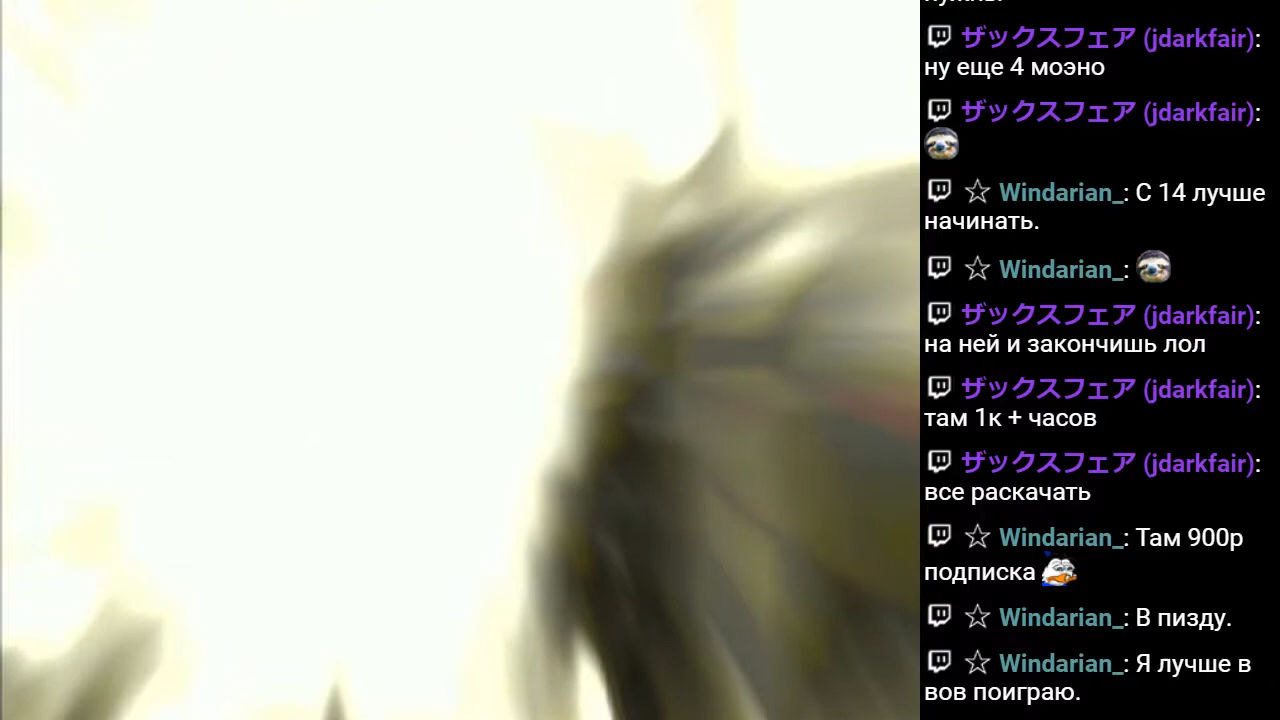 ザックスフェア (jdarkfair):
ну еще 4 моэно
ザックスフェア (jdarkfair):
Windarian_: С 14 лучше
начинать.
Windarian_:
ザックスフェア (jdarkfair):
на ней и закончишь лол
ザックスフェア (jdarkfair):
там 1к + часов
ザックスフェア (jdarkfair):
все раскачать
Windarian_: Там 900р
подписка
Windarian_: В пизду.
Windarian_: Я лучше в
вов поиграю.